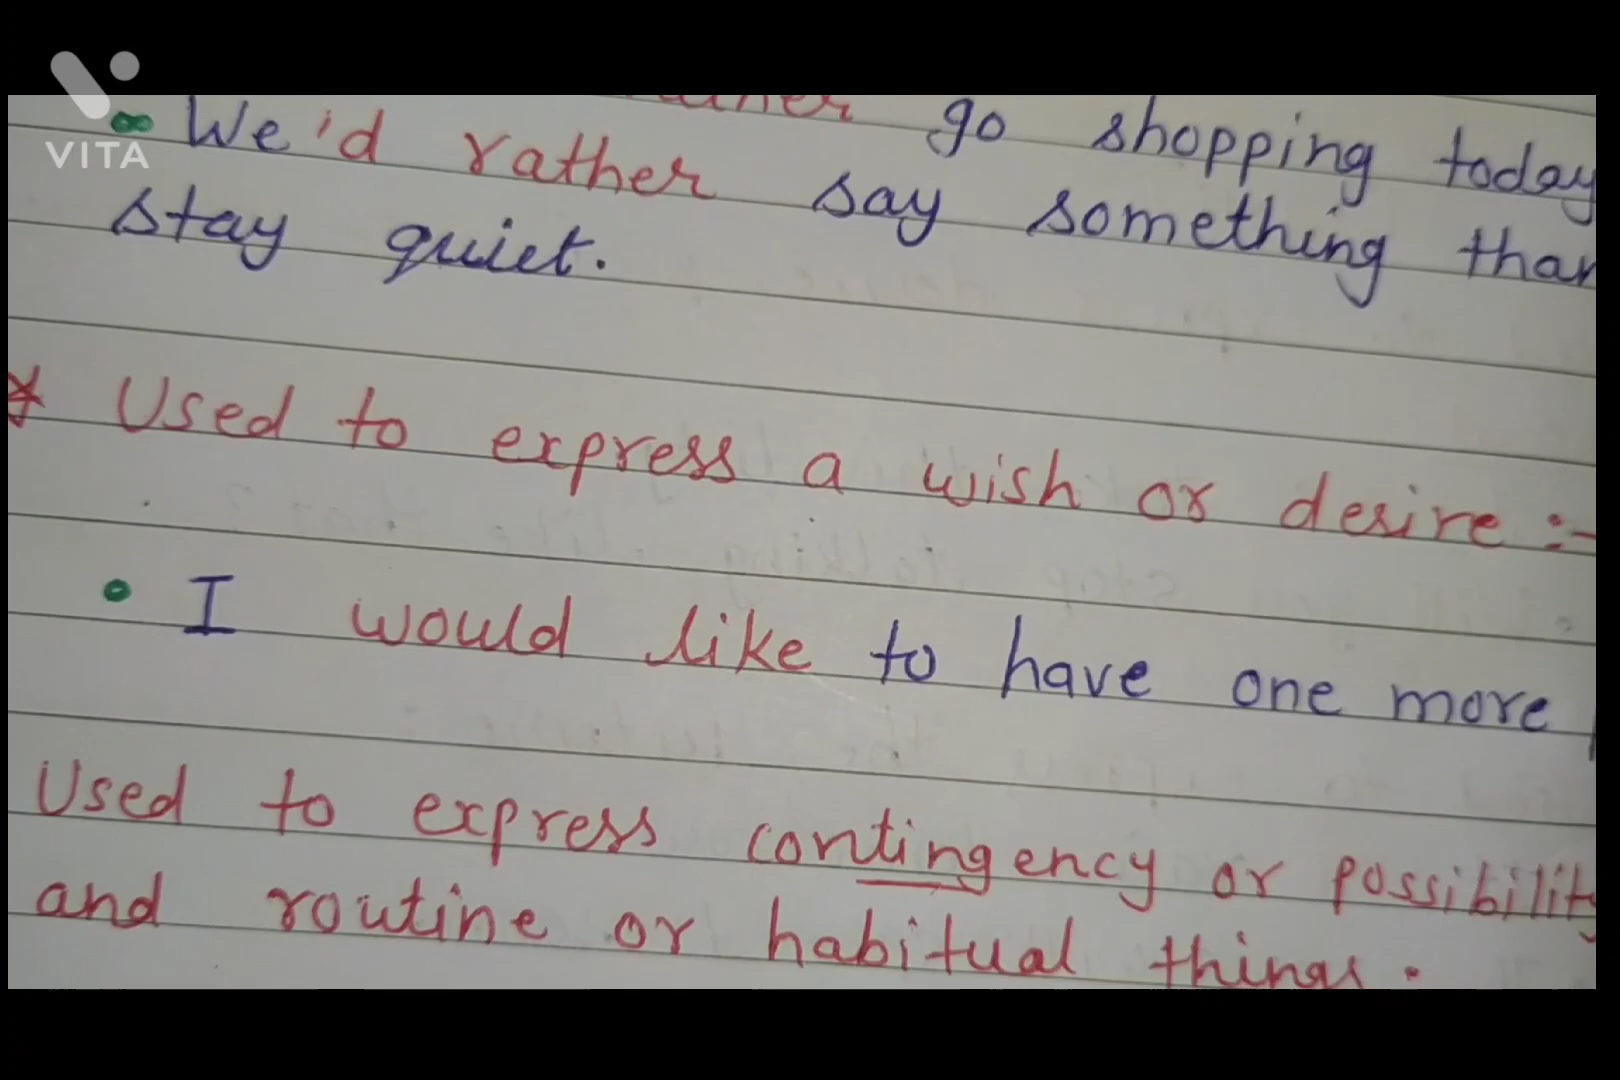 VITA
go shopping today
We'd rather say something than
stay quiet.
* Used to express a wish or desire :-
• I would like to have one more
Used to express contingency or possibility
and routine or habitual things.